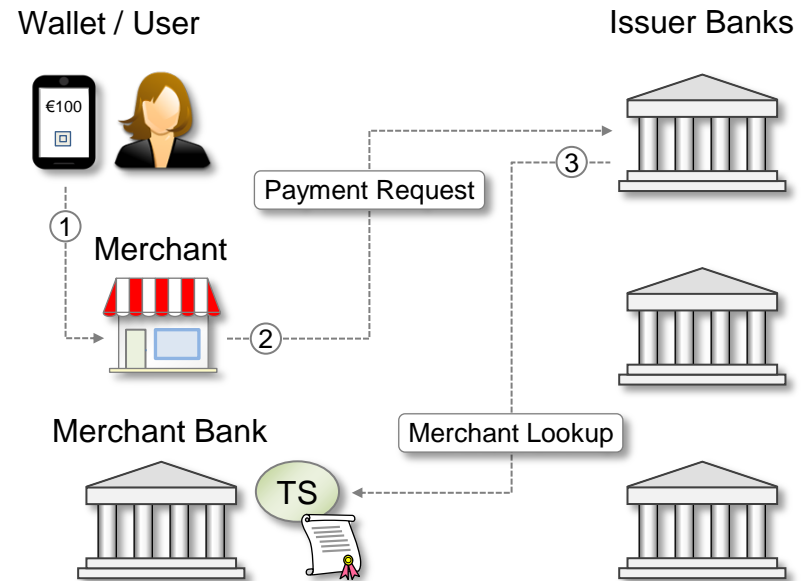 Wallet / User
Issuer Banks
€100
Payment Request
3
1
Merchant
2
Merchant Bank
Merchant Lookup
TS